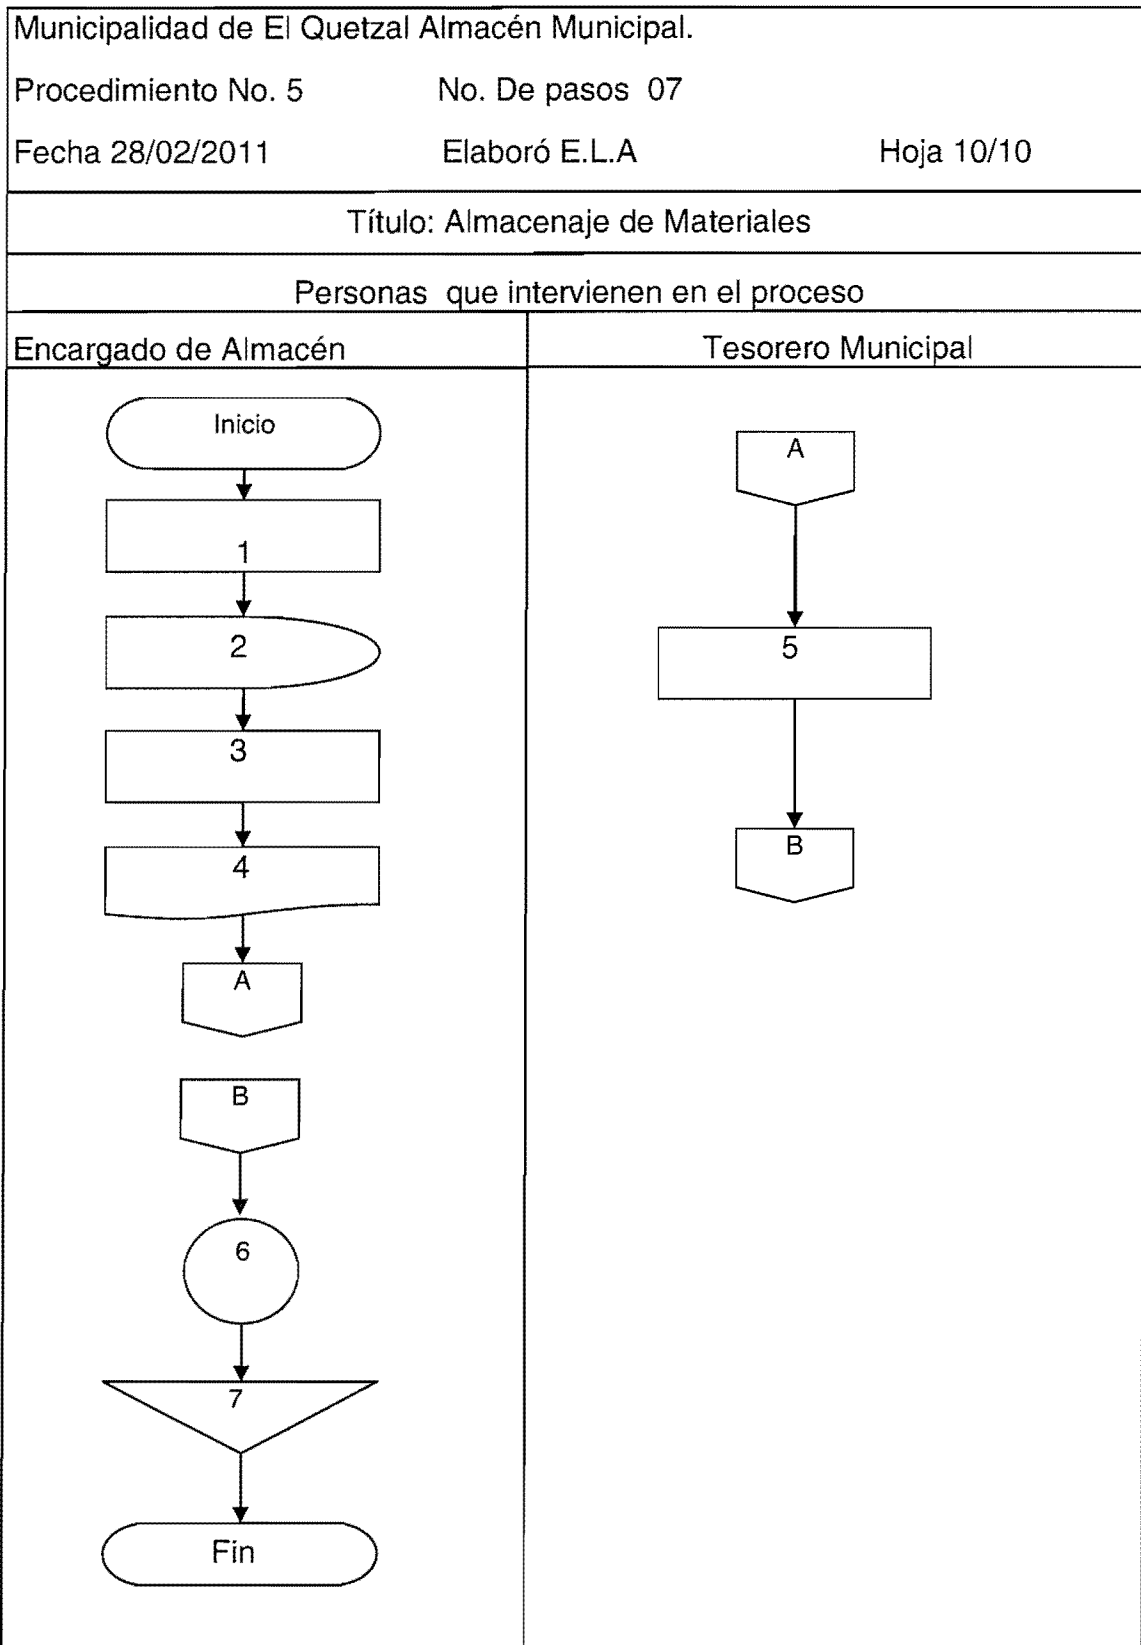 Municipalidad de El Quetzal Almacén Municipal.
Procedimiento No. 5 No. De pasos 07
Fecha 28/02/2011 Elaboró E.L.A Hoja 10/10
Título: Almacenaje de Materiales
Personas que intervienen en el proceso
Encargado de Almacén
Tesorero Municipal
Inicio
1
2
3
4
A
B
6
7
Fin
A
5
B